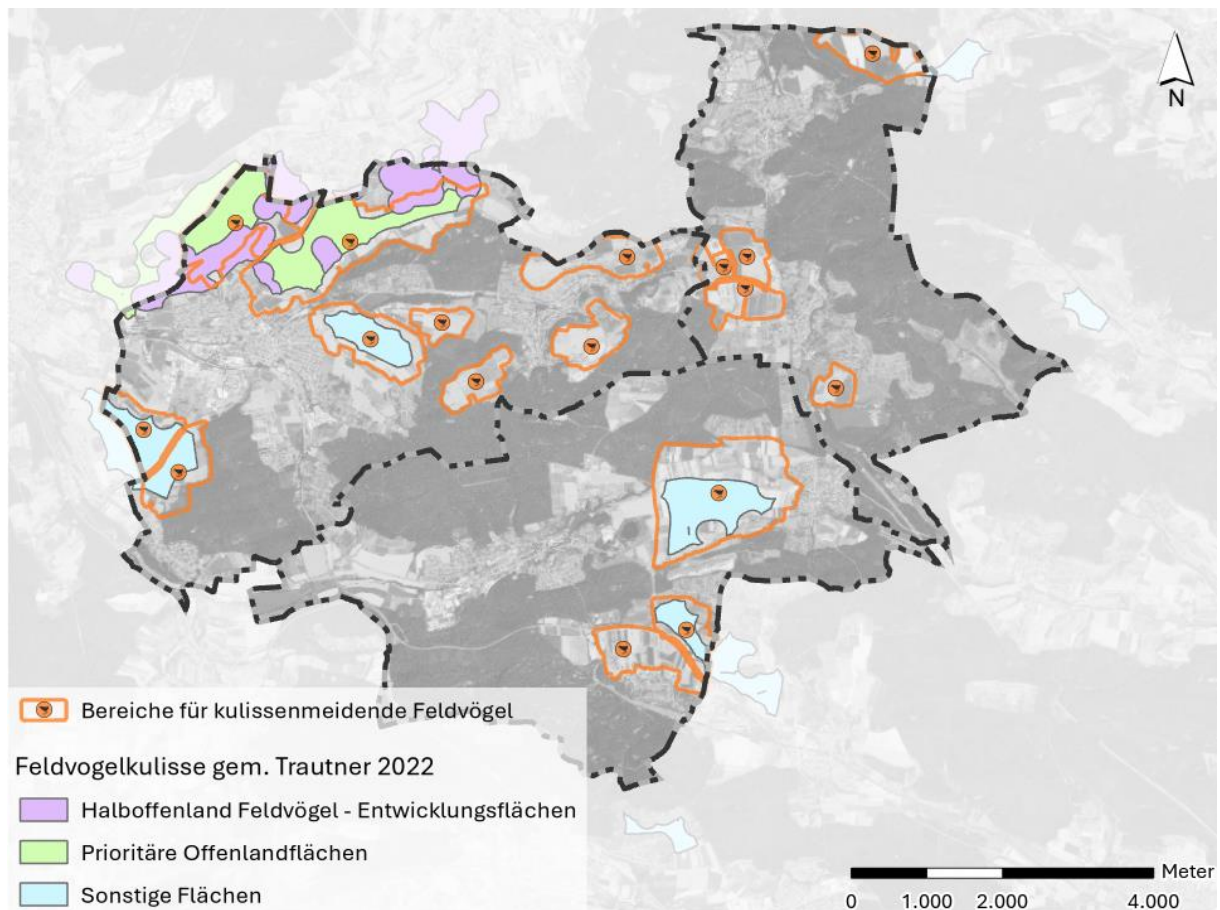 N
Bereiche für kulissenmeidende Feldvögel
Feldvogelkulisse gem. Trautner 2022
Halboffenland Feldvögel - Entwicklungsflächen
Prioritäre Offenlandflächen
Sonstige Flächen
Meter
0 1.000 2.000 4.000